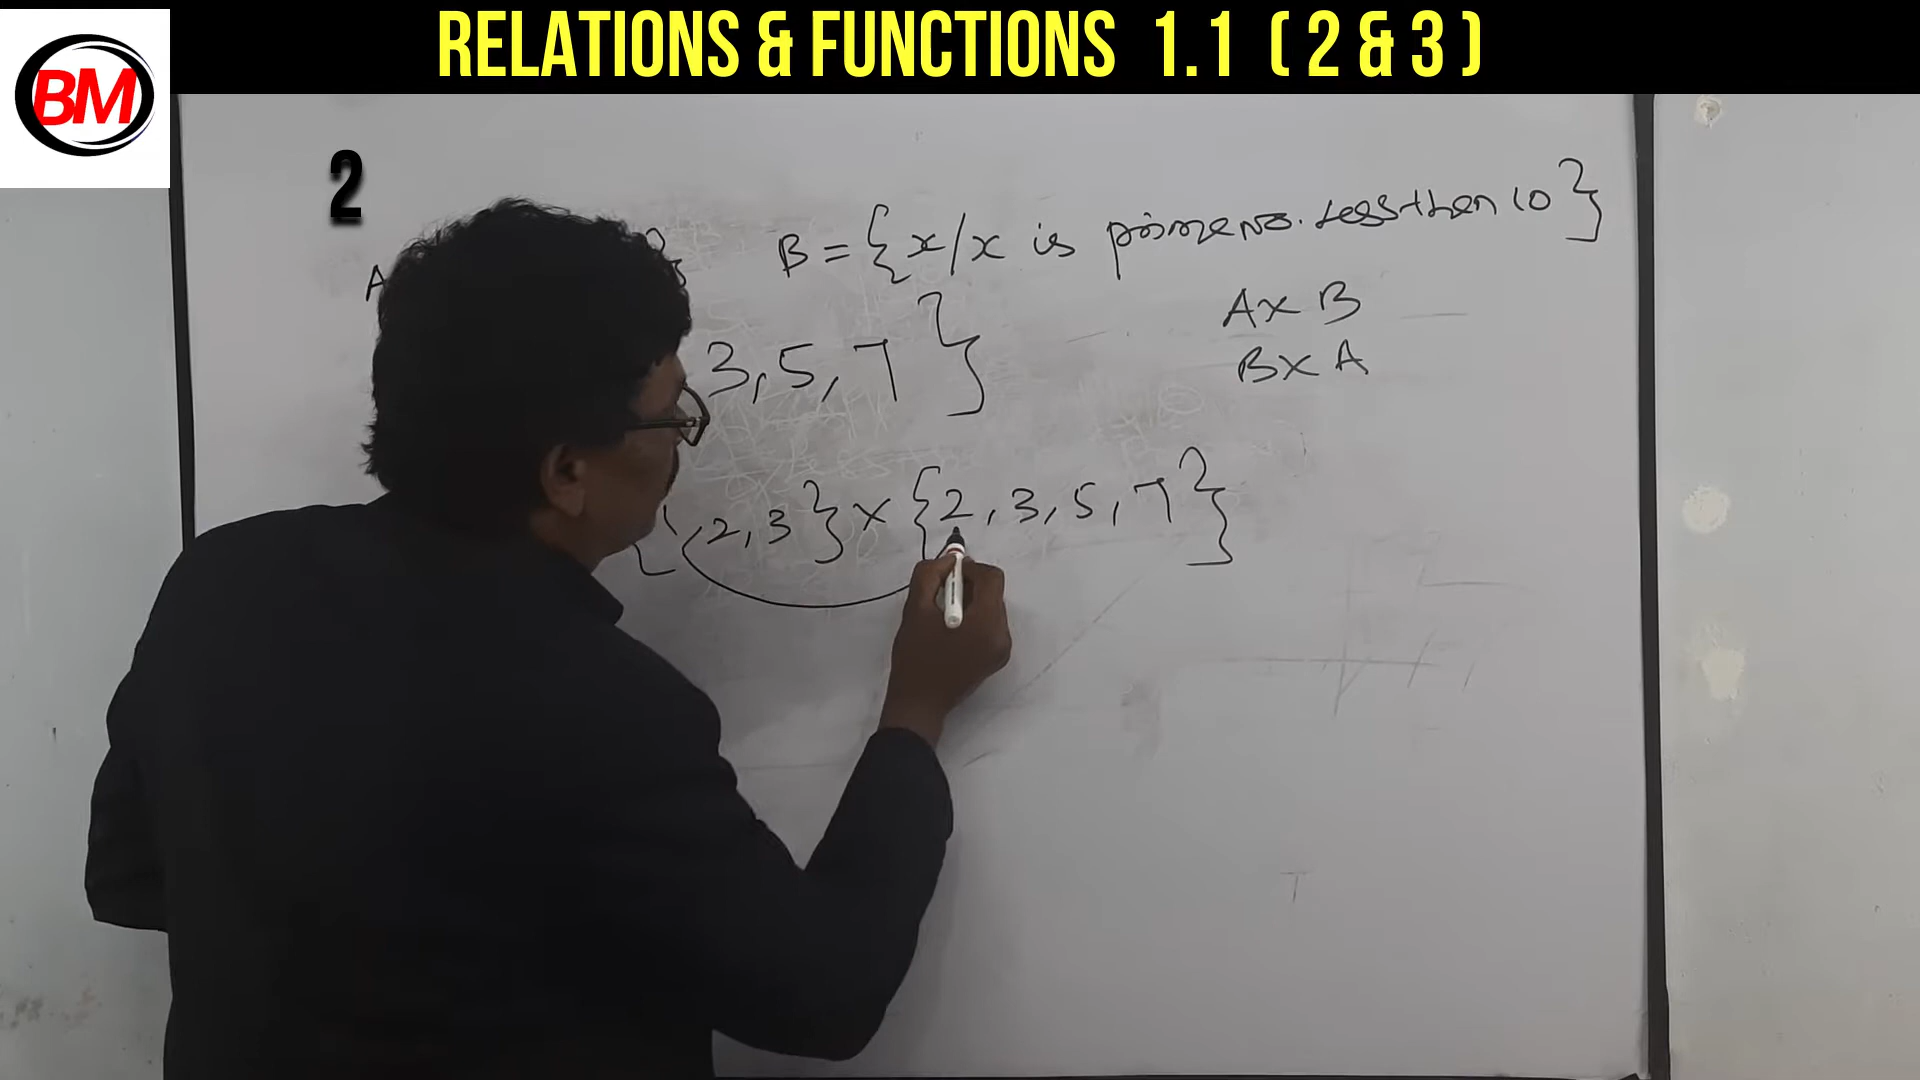 RELATIONS & FUNCTIONS 1.1 ( 2 & 3 )
BM
2
A } B = {x/x is prime no. less then 10}
A x B
3, 5, 7 }
B x A
{ , 2, 3} x {2, 3, 5, 7}
T